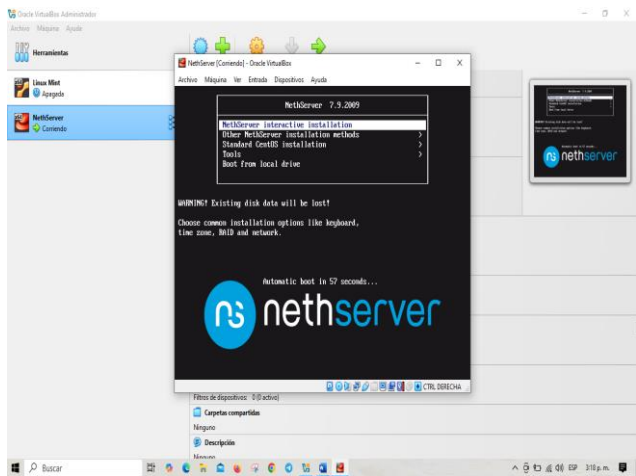 Oracle VirtualBox Administrador
Archivo Máquina Ayuda
Herramientas
Linux Mint
Apagada
NethServer
Corriendo
NethServer [Corriendo] - Oracle VirtualBox
Archivo Máquina Ver Entrada Dispositivos Ayuda
NethServer 7.9.2009
NethServer interactive installation
Other NethServer installation methods >
Standard CentOS installation >
Tools >
Boot from local drive
WARNING! Existing disk data will be lost!
Choose common installation options like keyboard,
time zone, RAID and network.
Automatic boot in 57 seconds...
ns nethserver
CTRL DERECHA
nethserver
Filtros de dispositivos: 0 (0 activo)
Carpetas compartidas
Ninguno
Descripción
Ninguno
Buscar
ESP 3:10 p. m.